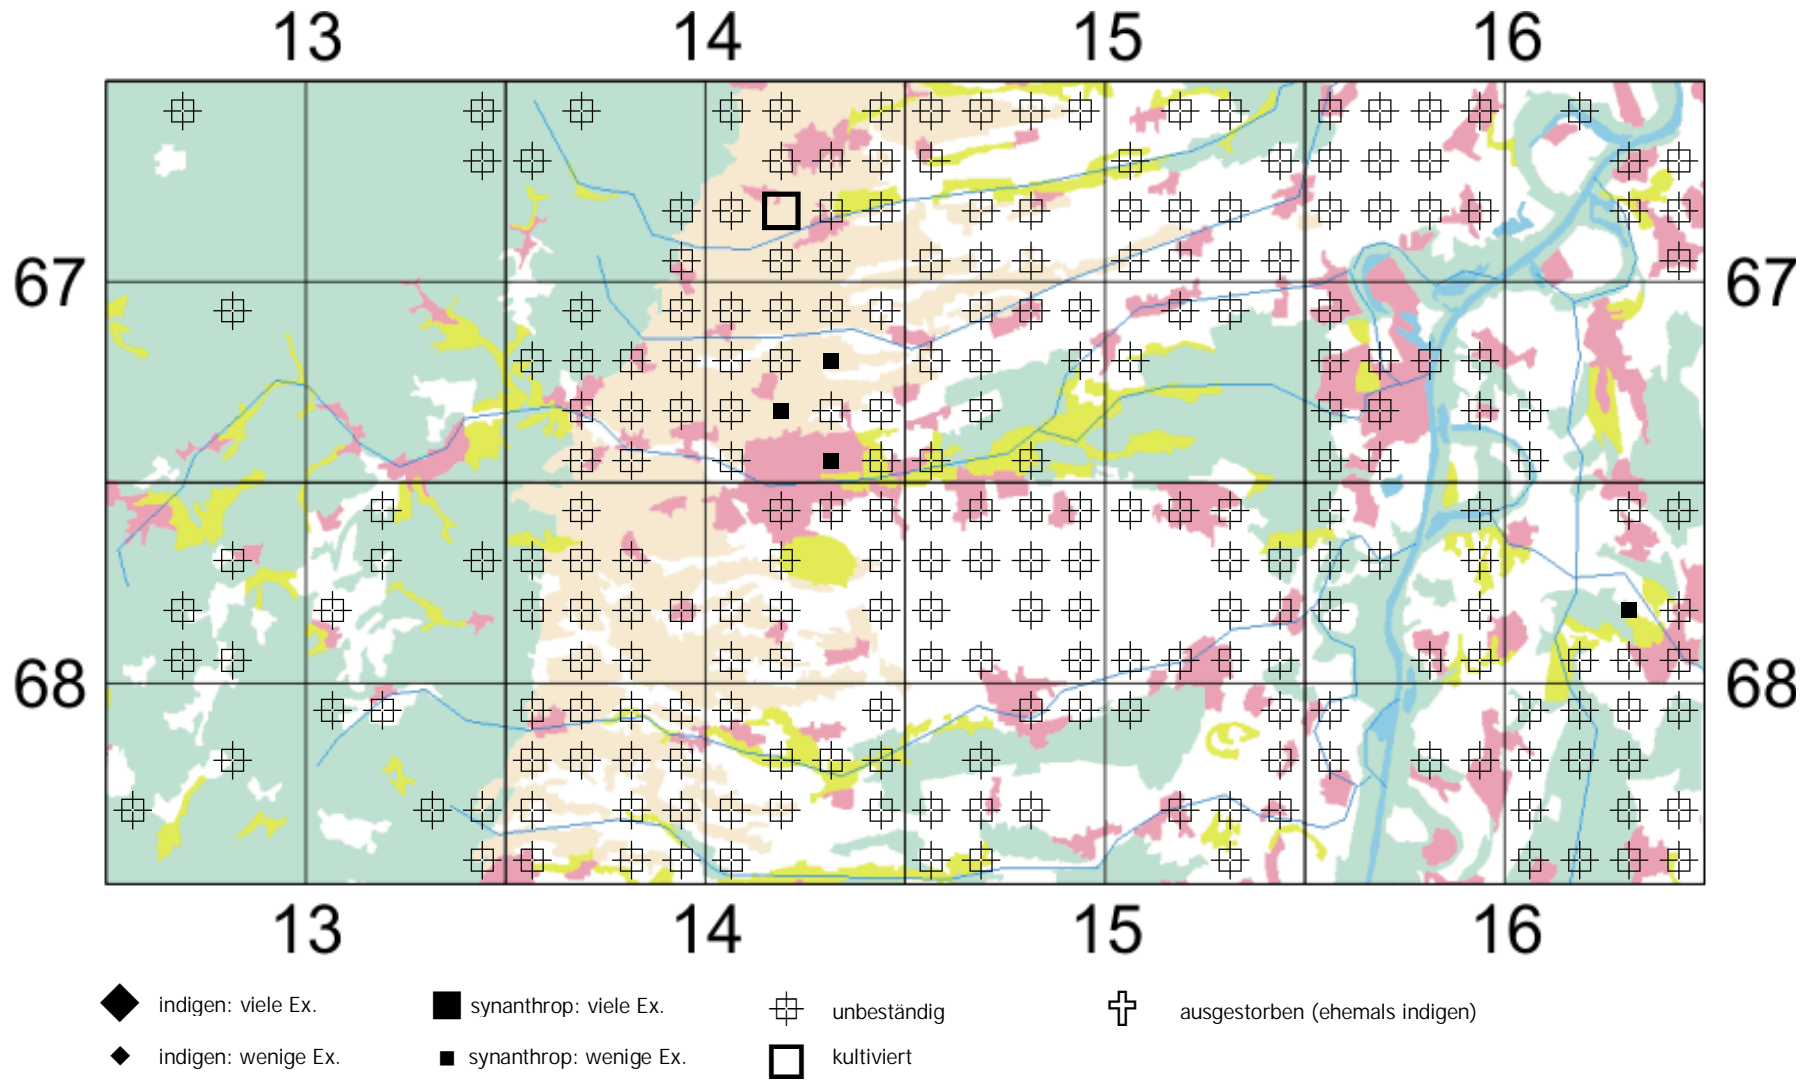 13 14 15 16
67 67
68 68
13 14 15 16
indigen: viele Ex. synanthrop: viele Ex. unbeständig ausgestorben (ehemals indigen)
indigen: wenige Ex. synanthrop: wenige Ex. kultiviert